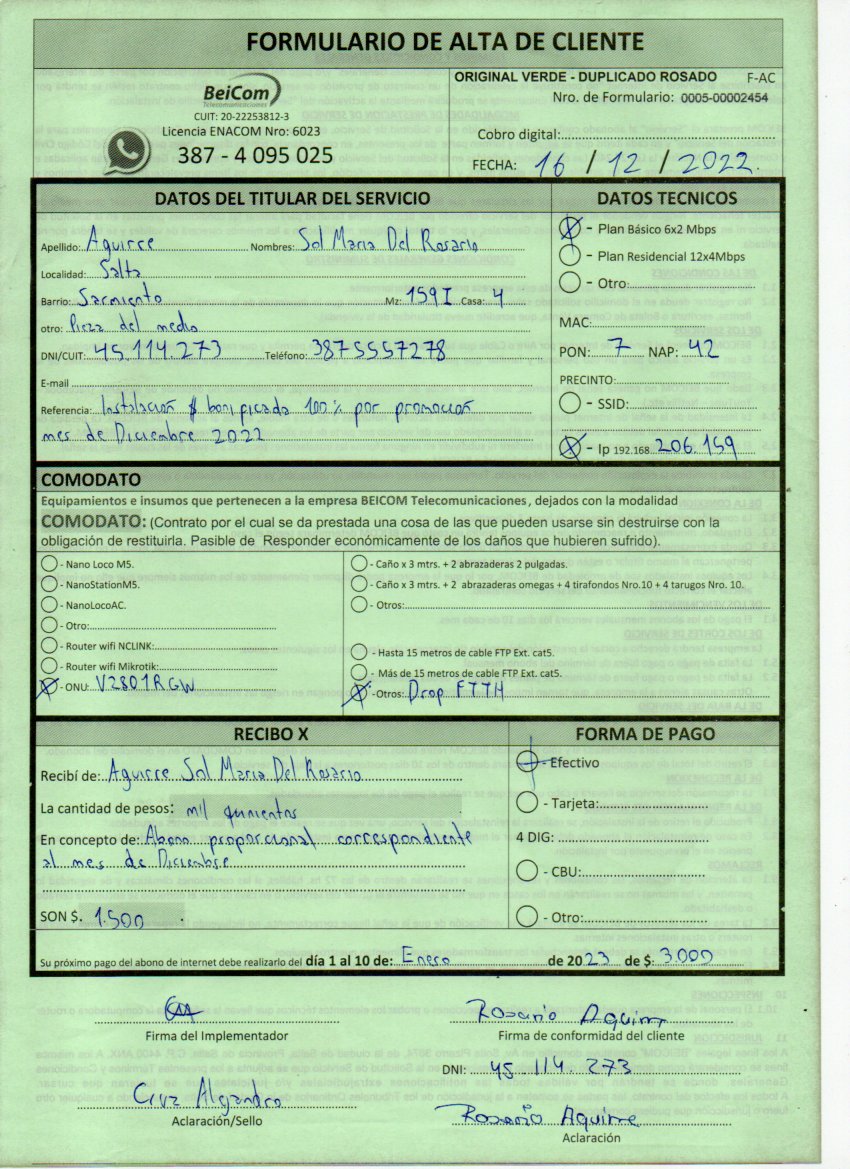 FORMULARIO DE ALTA DE CLIENTE
BeiCom
Telecomunicaciones
CUIT: 20-22253812-3
Licencia ENACOM Nro: 6023
387 - 4 095 025
ORIGINAL VERDE - DUPLICADO ROSADO F-AC
Nro. de Formulario: 0005-00002454
Cobro digital:
FECHA: 16 / 12 / 2022.
DATOS DEL TITULAR DEL SERVICIO
Apellido: Aguirre Nombres: Sol Maria Del Rosario
Localidad: Salta
Barrio: Sarmiento Mz: 159 I Casa: 4
otro: Pieza del medio
DNI/CUIT: 45.114.273 Teléfono: 3875557278
E-mail
Referencia: Instalación $ bonificada 100% por promoción
mes de Diciembre 2022
DATOS TECNICOS
- Plan Básico 6x2 Mbps
- Plan Residencial 12x4Mbps
- Otro:
MAC:
PON: 7 NAP: 42
PRECINTO:
- SSID:
- Ip 192.168. 206.159
COMODATO
Equipamientos e insumos que pertenecen a la empresa BEICOM Telecomunicaciones, dejados con la modalidad
COMODATO: (Contrato por el cual se da prestada una cosa de las que pueden usarse sin destruirse con la
obligación de restituirla. Pasible de Responder económicamente de los daños que hubieren sufrido).
- Nano Loco M5.
- NanoStationM5.
- NanoLocoAC.
- Otro:
- Router wifi NCLINK:
- Router wifi Mikrotik:
- ONU: V2801RGW
- Caño x 3 mtrs. + 2 abrazaderas 2 pulgadas.
- Caño x 3 mtrs. + 2 abrazaderas omegas + 4 tirafondos Nro.10 + 4 tarugos Nro. 10.
- Otros:
- Hasta 15 metros de cable FTP Ext. cat5.
- Más de 15 metros de cable FTP Ext. cat5.
- Otros: Drop FTTH
RECIBO X
Recibí de: Aguirre Sol Maria Del Rosario
La cantidad de pesos: mil quinientos
En concepto de: Abono proporcional correspondiente
al mes de Diciembre
SON $. 1.500
FORMA DE PAGO
- Efectivo
- Tarjeta:
4 DIG:
- CBU:
- Otro:
Su próximo pago del abono de internet debe realizarlo del día 1 al 10 de: Enero de 2023 de $: 3.000
Firma del Implementador
Rosario Aguirre
Firma de conformidad del cliente
DNI: 45.114.273
Cruz Alejandro
Aclaración/Sello
Rosario Aguirre
Aclaración